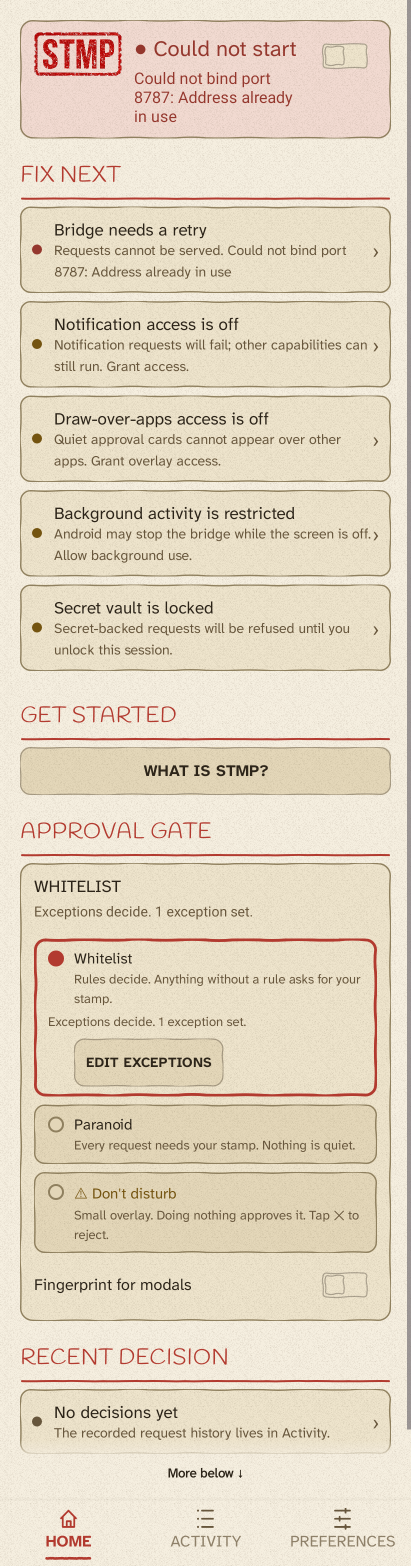 STMP
● Could not start
Could not bind port
8787: Address already
in use
FIX NEXT
Bridge needs a retry
Requests cannot be served. Could not bind port
8787: Address already in use
›
Notification access is off
Notification requests will fail; other capabilities can
still run. Grant access.
›
Draw-over-apps access is off
Quiet approval cards cannot appear over other
apps. Grant overlay access.
›
Background activity is restricted
Android may stop the bridge while the screen is off.
Allow background use.
›
Secret vault is locked
Secret-backed requests will be refused until you
unlock this session.
›
GET STARTED
WHAT IS STMP?
APPROVAL GATE
WHITELIST
Exceptions decide. 1 exception set.
Whitelist
Rules decide. Anything without a rule asks for your
stamp.
Exceptions decide. 1 exception set.
EDIT EXCEPTIONS
Paranoid
Every request needs your stamp. Nothing is quiet.
⚠ Don't disturb
Small overlay. Doing nothing approves it. Tap ✕ to
reject.
Fingerprint for modals
RECENT DECISION
No decisions yet
The recorded request history lives in Activity.
›
More below ↓
HOME
ACTIVITY
PREFERENCES